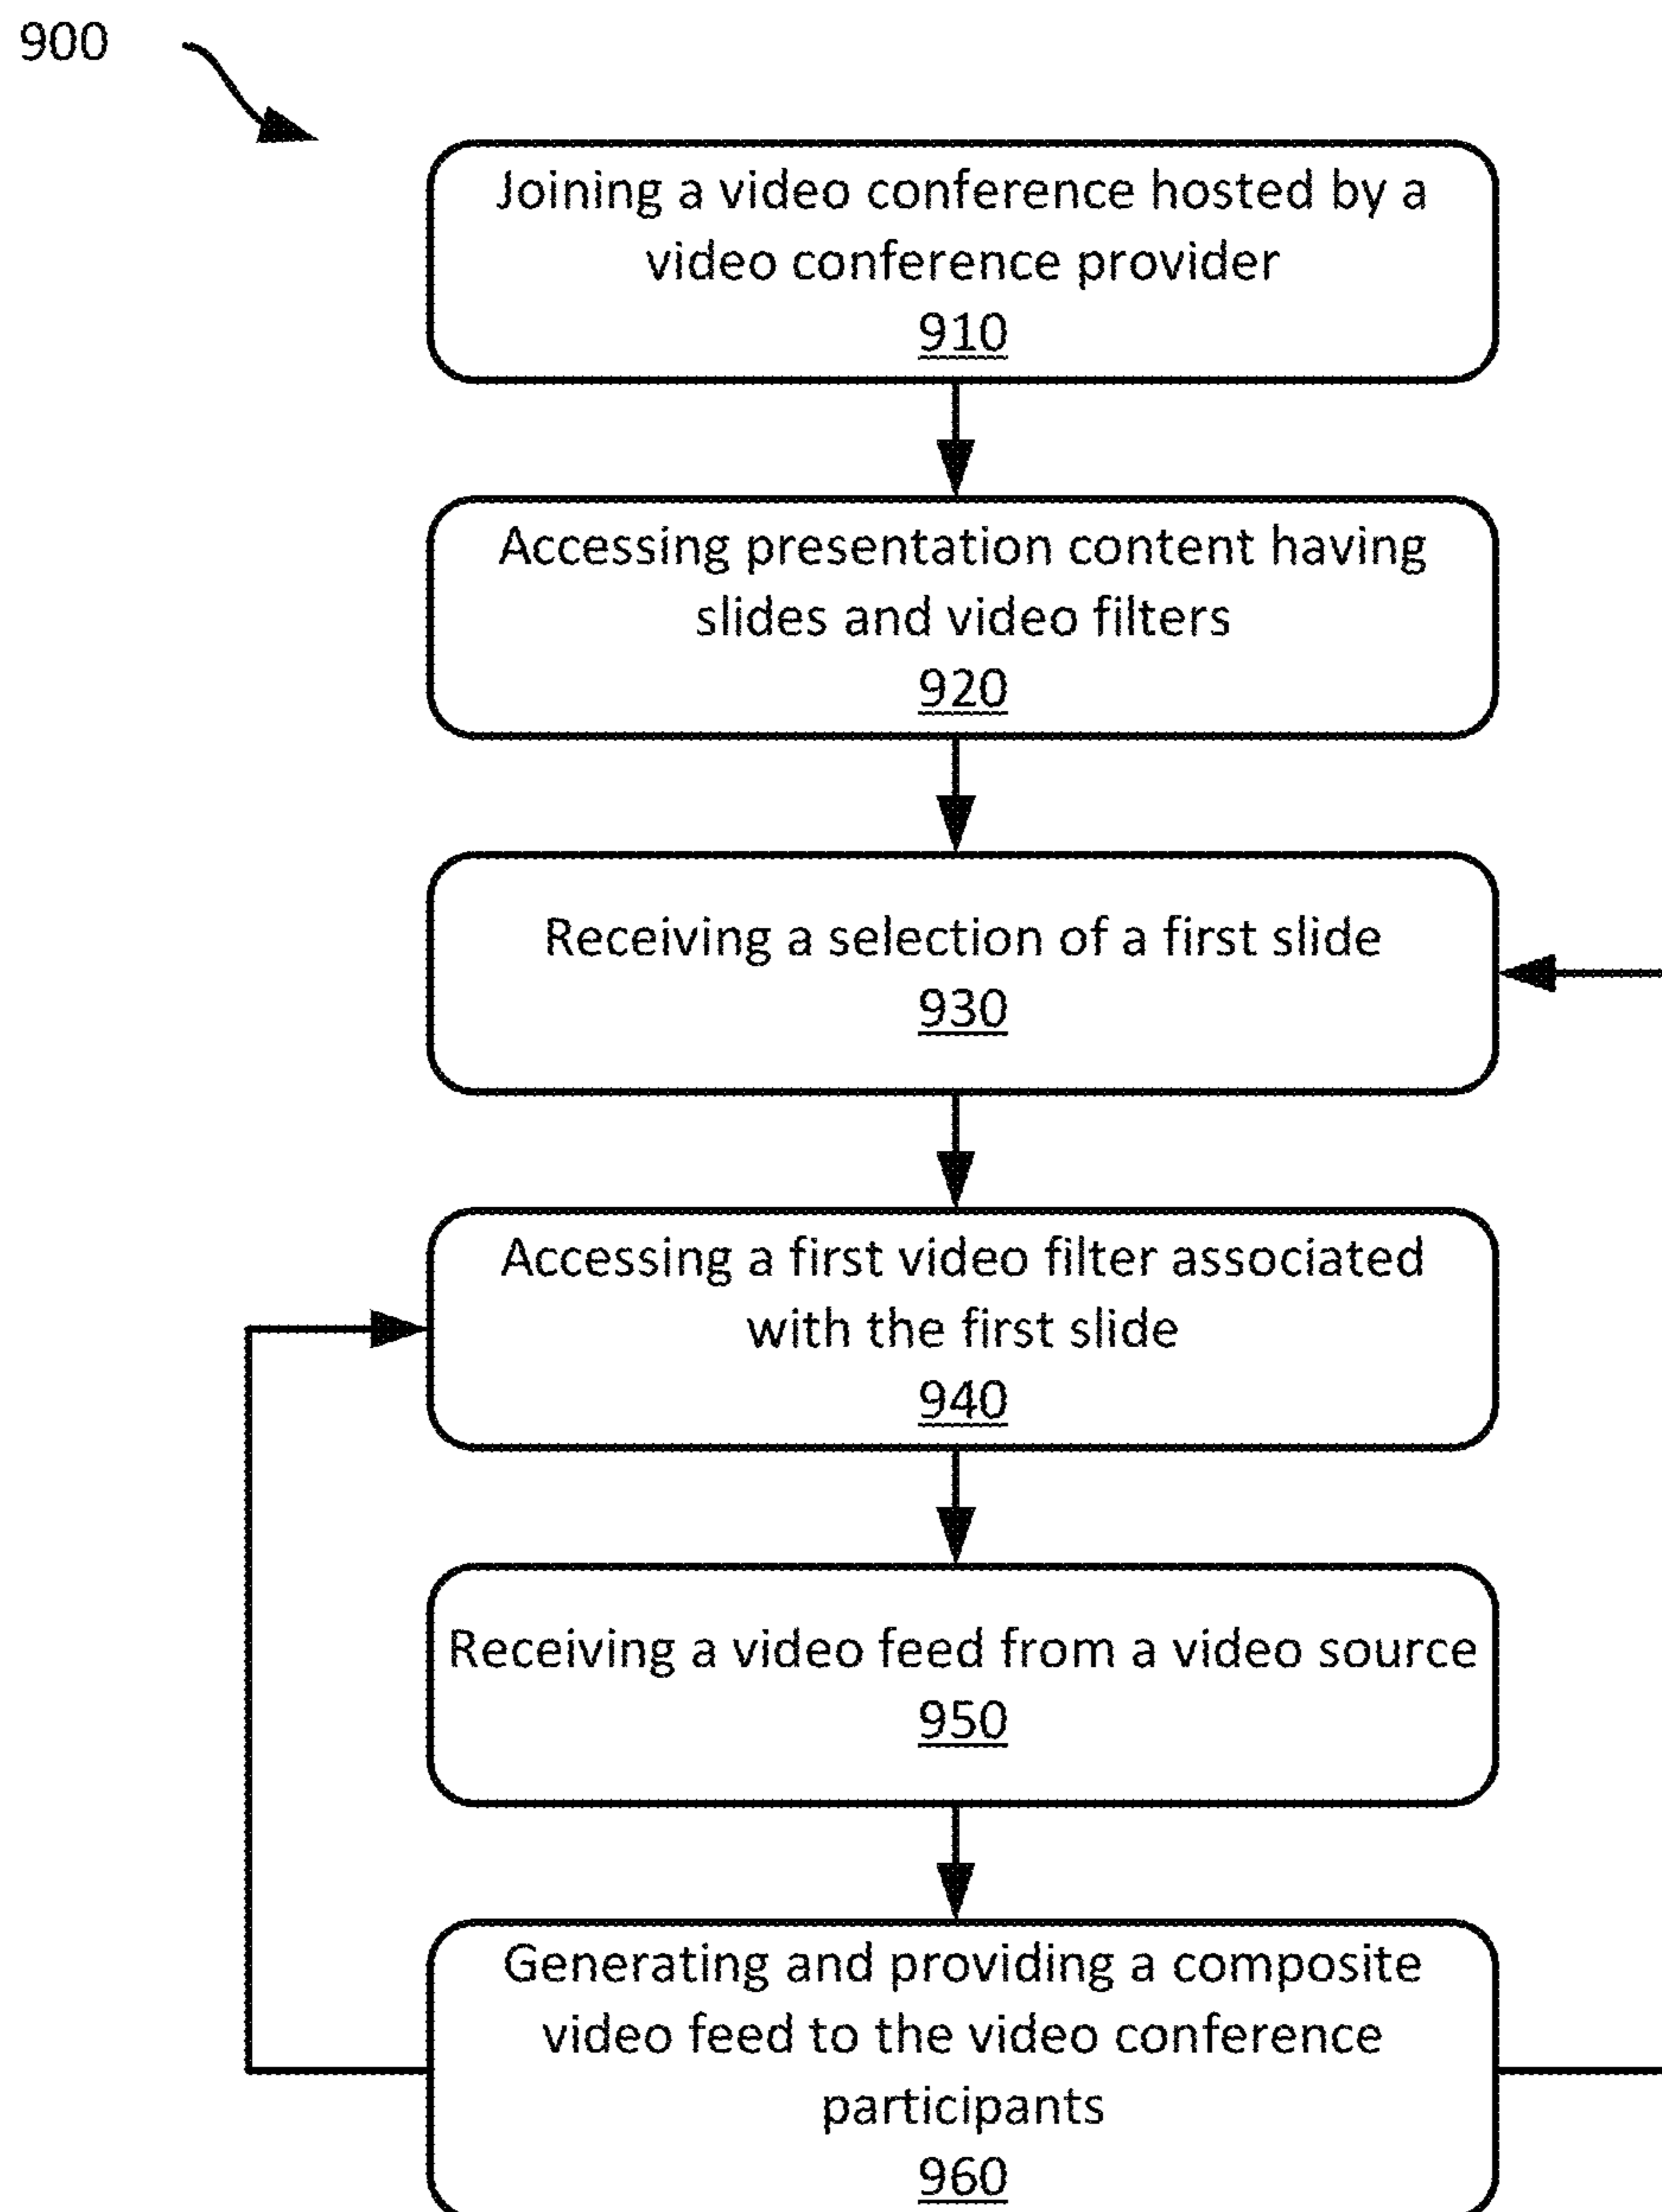 900
Joining a video conference hosted by a
video conference provider
910
Accessing presentation content having
slides and video filters
920
Receiving a selection of a first slide
930
Accessing a first video filter associated
with the first slide
940
Receiving a video feed from a video source
950
Generating and providing a composite
video feed to the video conference
participants
960